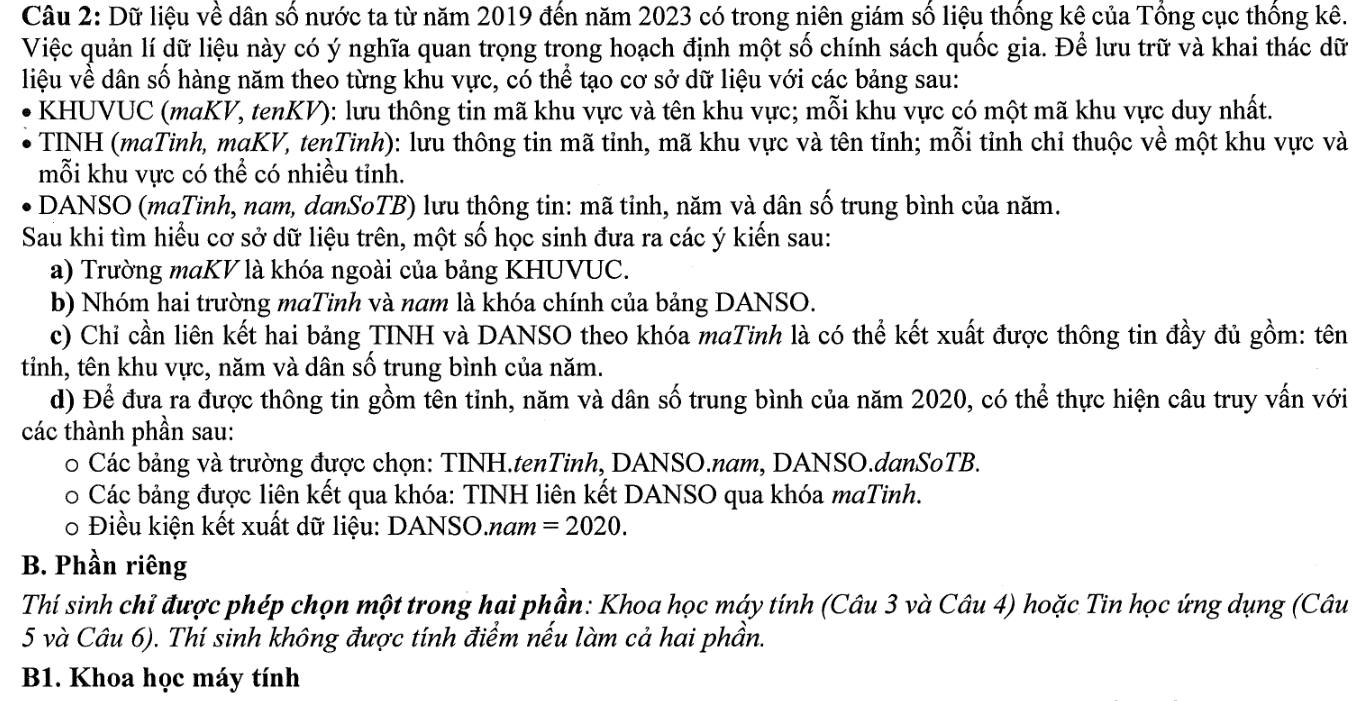 Câu 2: Dữ liệu về dân số nước ta từ năm 2019 đến năm 2023 có trong niên giám số liệu thống kê của Tổng cục thống kê.
Việc quản lí dữ liệu này có ý nghĩa quan trọng trong hoạch định một số chính sách quốc gia. Để lưu trữ và khai thác dữ
liệu về dân số hàng năm theo từng khu vực, có thể tạo cơ sở dữ liệu với các bảng sau:
• KHUVUC (maKV, tenKV): lưu thông tin mã khu vực và tên khu vực; mỗi khu vực có một mã khu vực duy nhất.
• TINH (maTinh, maKV, tenTinh): lưu thông tin mã tỉnh, mã khu vực và tên tỉnh; mỗi tỉnh chỉ thuộc về một khu vực và
mỗi khu vực có thể có nhiều tỉnh.
• DANSO (maTinh, nam, danSoTB) lưu thông tin: mã tỉnh, năm và dân số trung bình của năm.
Sau khi tìm hiểu cơ sở dữ liệu trên, một số học sinh đưa ra các ý kiến sau:
a) Trường maKV là khóa ngoài của bảng KHUVUC.
b) Nhóm hai trường maTinh và nam là khóa chính của bảng DANSO.
c) Chỉ cần liên kết hai bảng TINH và DANSO theo khóa maTinh là có thể kết xuất được thông tin đầy đủ gồm: tên
tỉnh, tên khu vực, năm và dân số trung bình của năm.
d) Để đưa ra được thông tin gồm tên tỉnh, năm và dân số trung bình của năm 2020, có thể thực hiện câu truy vấn với
các thành phần sau:
○ Các bảng và trường được chọn: TINH.tenTinh, DANSO.nam, DANSO.danSoTB.
○ Các bảng được liên kết qua khóa: TINH liên kết DANSO qua khóa maTinh.
○ Điều kiện kết xuất dữ liệu: DANSO.nam = 2020.
B. Phần riêng
Thí sinh chỉ được phép chọn một trong hai phần: Khoa học máy tính (Câu 3 và Câu 4) hoặc Tin học ứng dụng (Câu
5 và Câu 6). Thí sinh không được tính điểm nếu làm cả hai phần.
B1. Khoa học máy tính